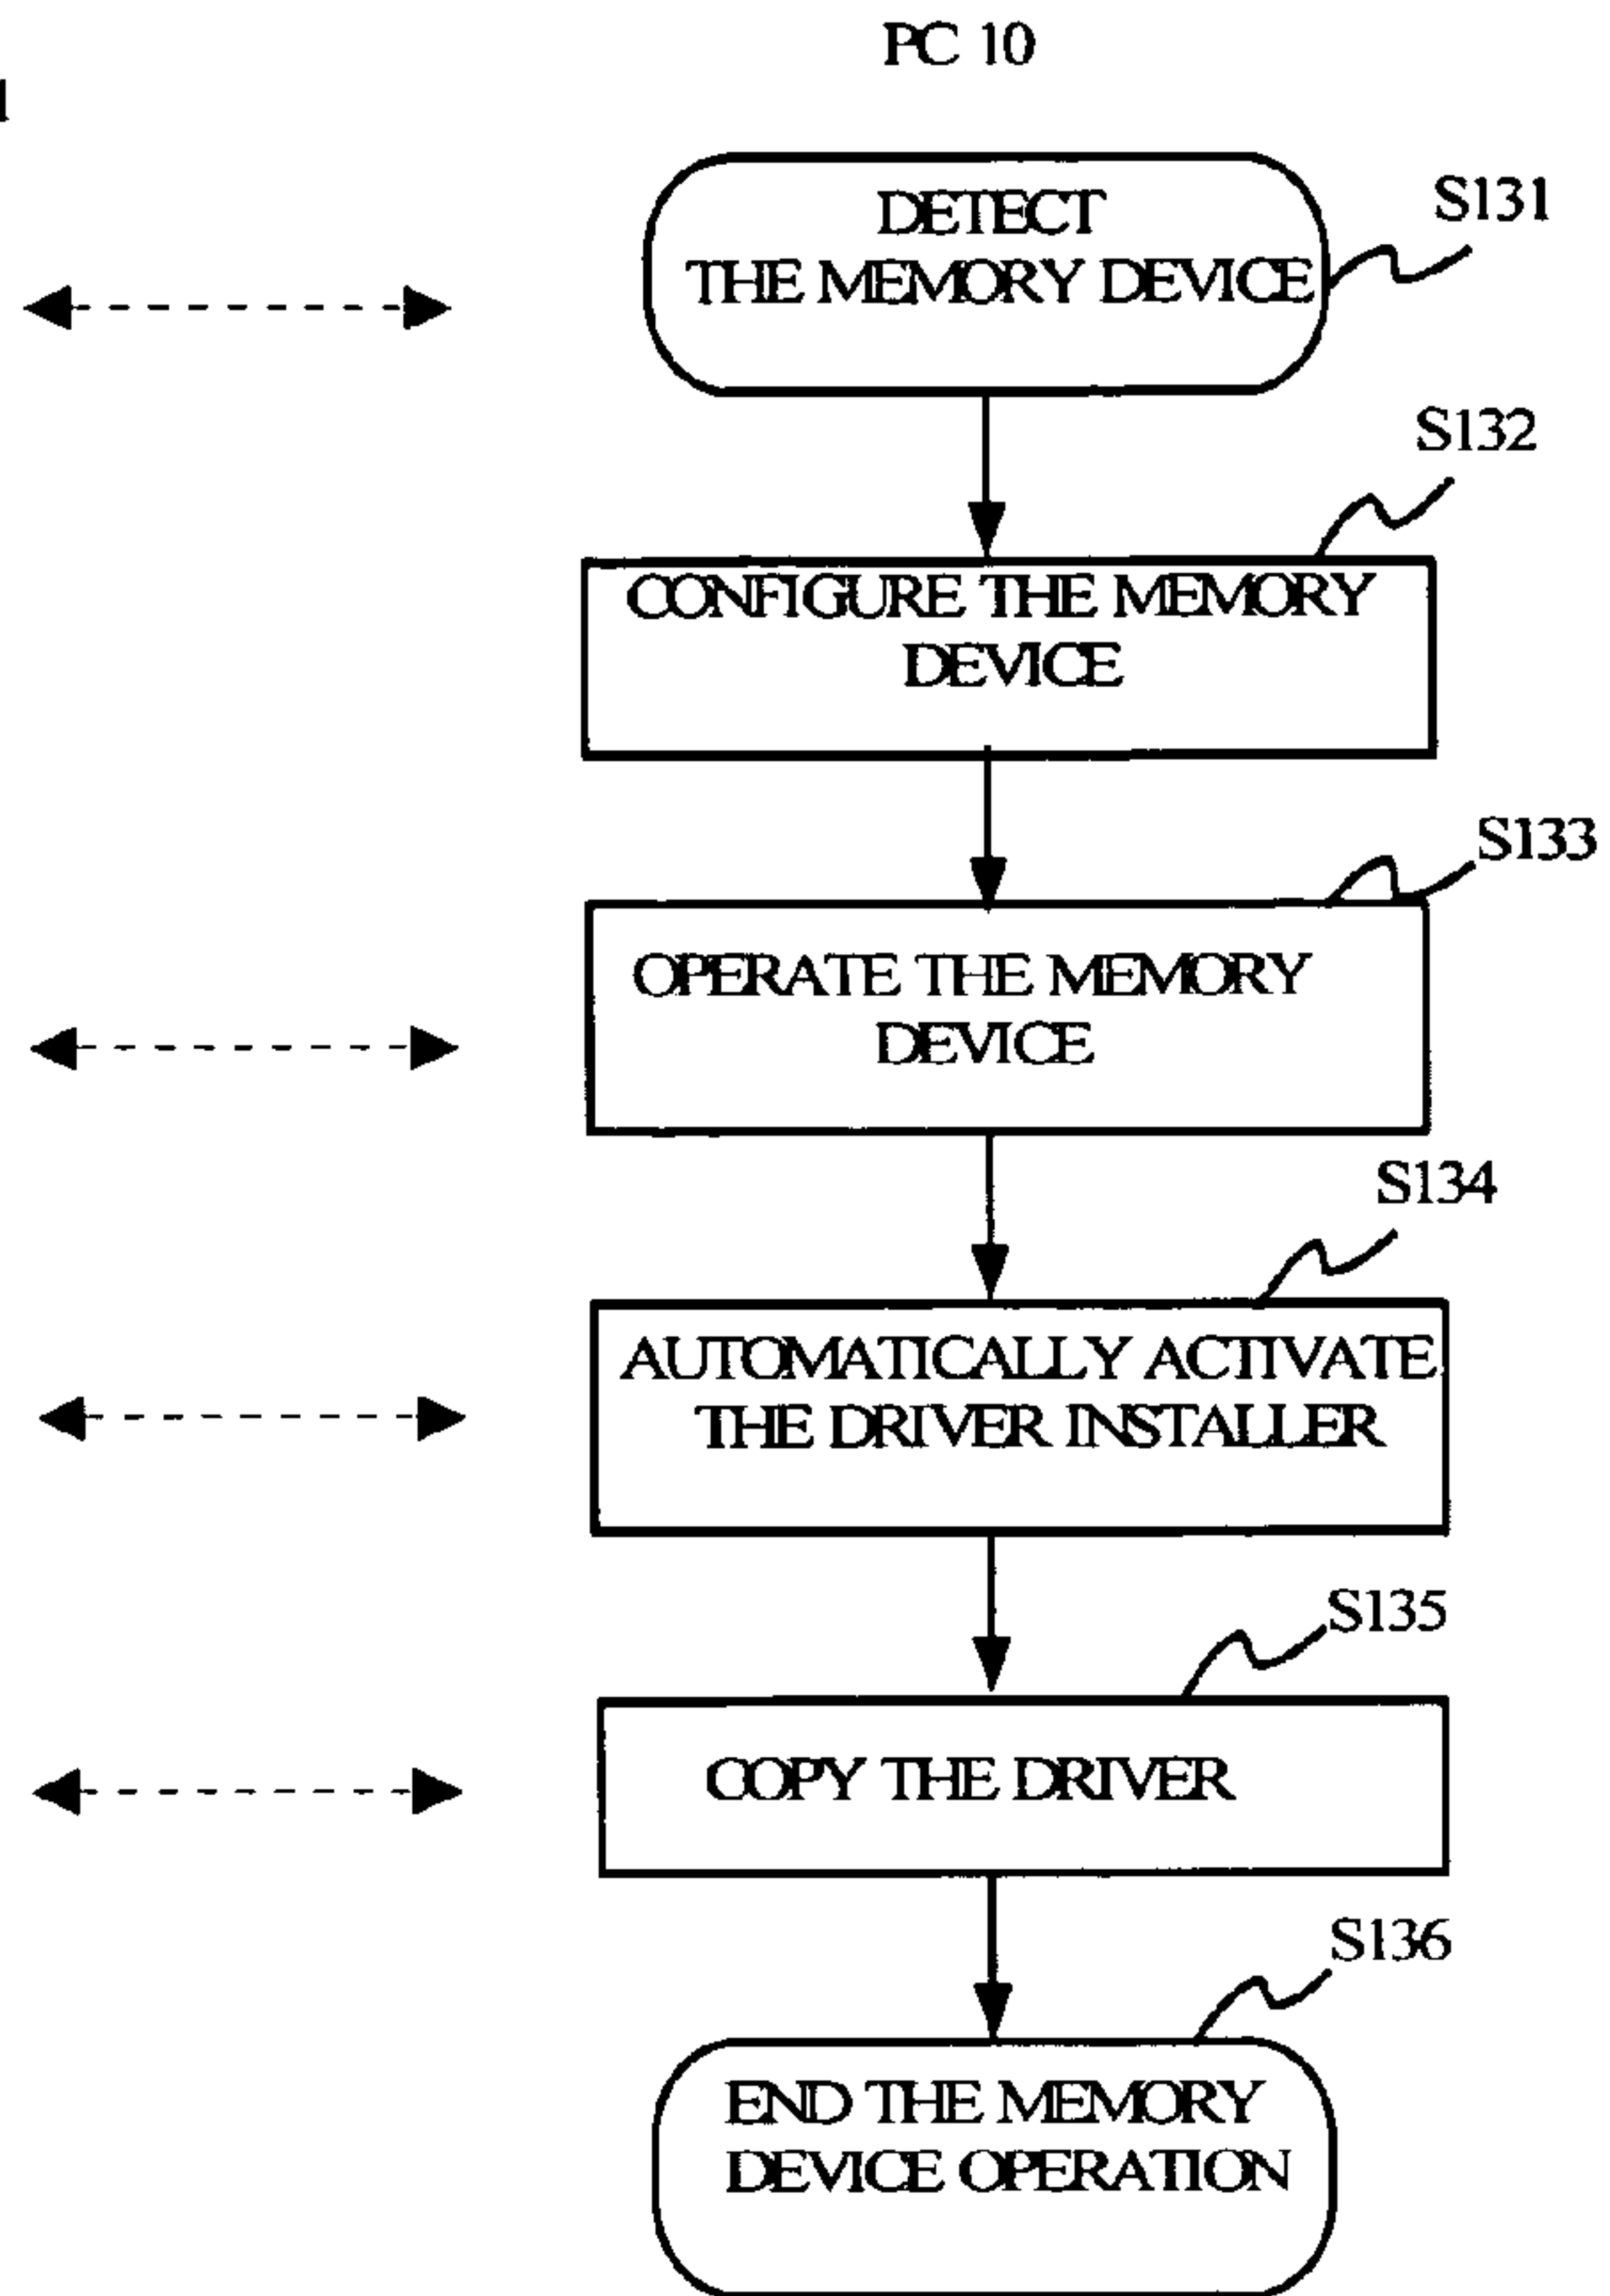 PC 10
DETECT
THE MEMORY DEVICE
S131
S132
CONFIGURE THE MEMORY
DEVICE
S133
OPERATE THE MEMORY
DEVICE
S134
AUTOMATICALLY ACTIVATE
THE DRIVER INSTALLER
S135
COPY THE DRIVER
S136
END THE MEMORY
DEVICE OPERATION